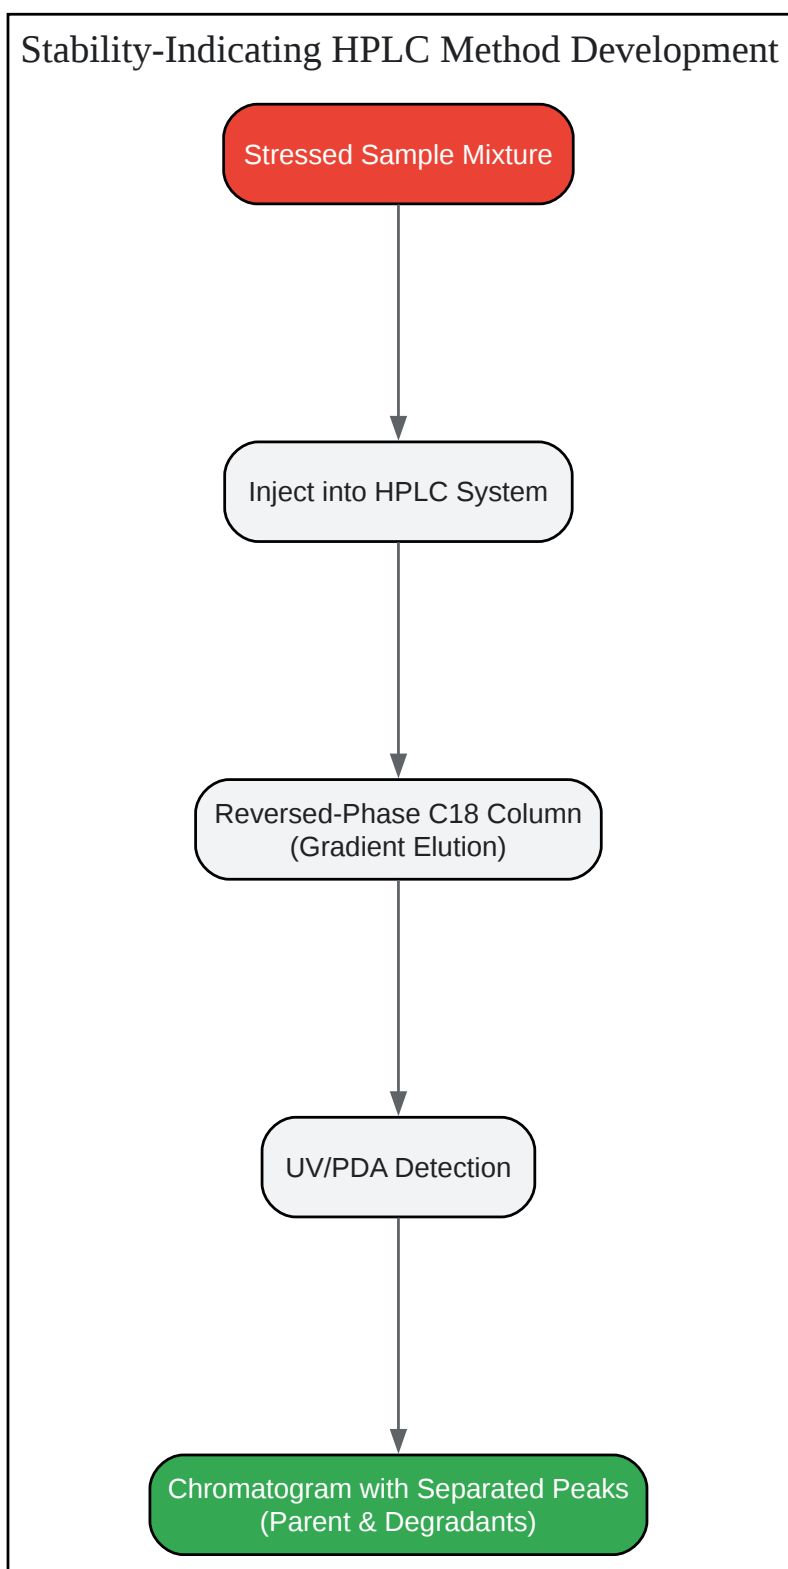 Stability-Indicating HPLC Method Development
Stressed Sample Mixture
Inject into HPLC System
Reversed-Phase C18 Column
(Gradient Elution)
UV/PDA Detection
Chromatogram with Separated Peaks
(Parent & Degradants)